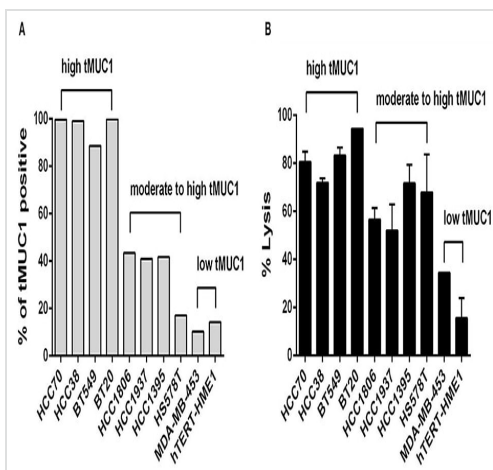 A
high tMUC1
moderate to high tMUC1
low tMUC1
% of tMUC1 positive
100
80
60
40
20
0
HCC70
HCC38
BT549
BT20
HCC1806
HCC1937
HCC1395
HS578T
MDA-MB-453
hTERT-HME1
B
high tMUC1
moderate to high tMUC1
low tMUC1
% Lysis
100
80
60
40
20
0
HCC70
HCC38
BT549
BT20
HCC1806
HCC1937
HCC1395
HS578T
MDA-MB-453
hTERT-HME1